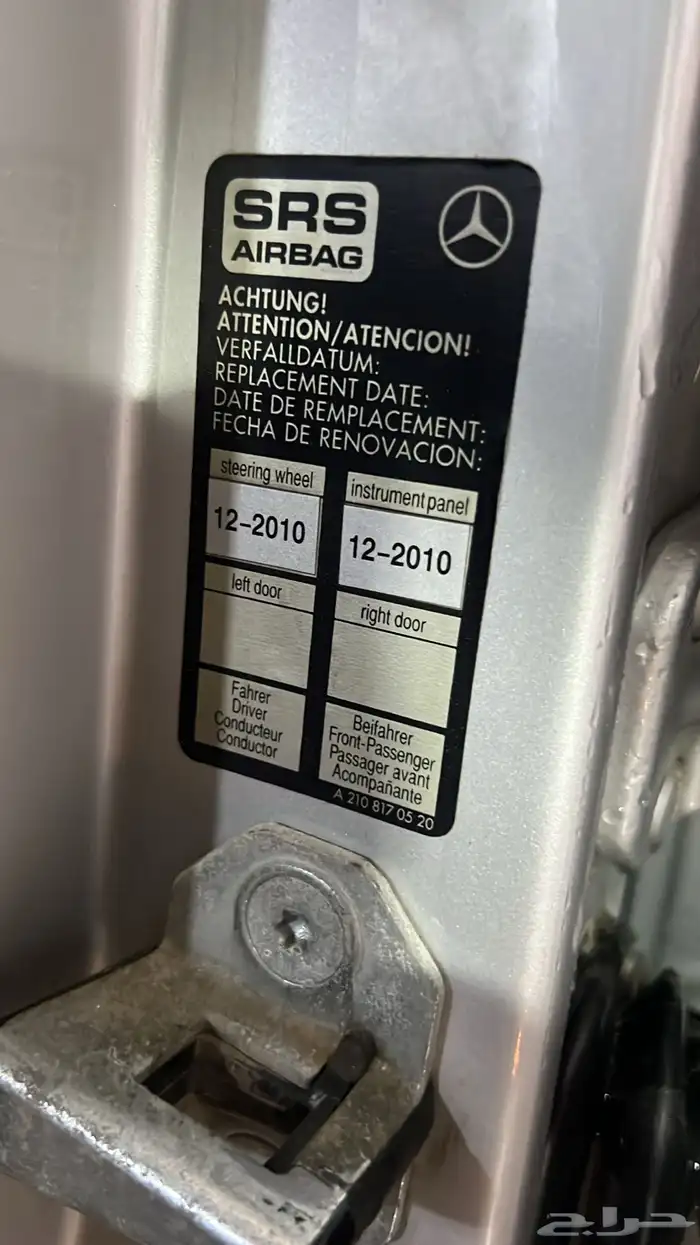 SRS
AIRBAG
ACHTUNG!
ATTENTION/ATENCION!
VERFALLDATUM:
REPLACEMENT DATE:
DATE DE REMPLACEMENT:
FECHA DE RENOVACION:
steering wheel
instrument panel
12-2010
12-2010
left door
right door
Fahrer
Driver
Conducteur
Conductor
Beifahrer
Front-Passenger
Passager avant
Acompañante
A 210 817 05 20
حراج